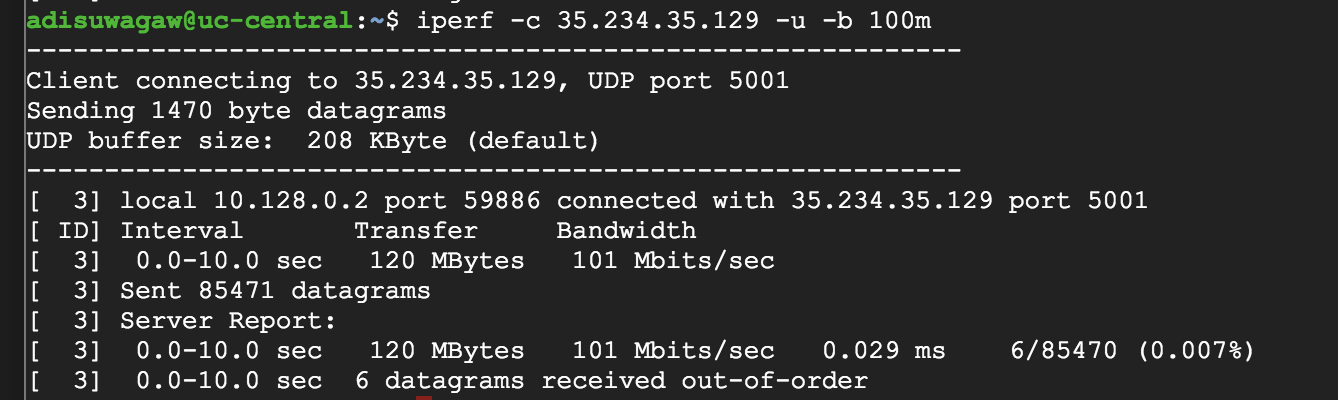 adisuwagaw@uc-central:~$ iperf -c 35.234.35.129 -u -b 100m
------------------------------------------------------------
Client connecting to 35.234.35.129, UDP port 5001
Sending 1470 byte datagrams
UDP buffer size:  208 KByte (default)
------------------------------------------------------------
[  3] local 10.128.0.2 port 59886 connected with 35.234.35.129 port 5001
[ ID] Interval       Transfer     Bandwidth
[  3]  0.0-10.0 sec   120 MBytes   101 Mbits/sec
[  3] Sent 85471 datagrams
[  3] Server Report:
[  3]  0.0-10.0 sec   120 MBytes   101 Mbits/sec   0.029 ms    6/85470 (0.007%)
[  3]  0.0-10.0 sec  6 datagrams received out-of-order